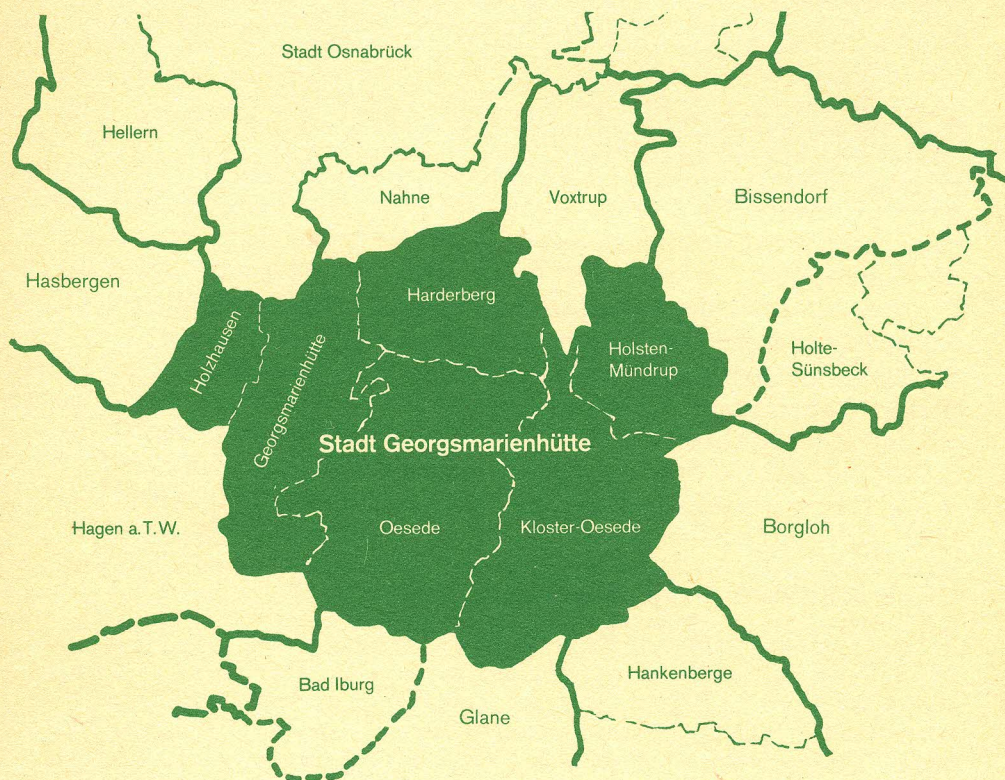 Stadt Osnabrück
Hellern
Nahne
Voxtrup
Bissendorf
Hasbergen
Harderberg
Holzhausen
Georgsmarienhütte
Holsten-
Mündrup
Holte-
Sünsbeck
Stadt Georgsmarienhütte
Hagen a.T.W.
Oesede
Kloster-Oesede
Borgloh
Bad Iburg
Hankenberge
Glane